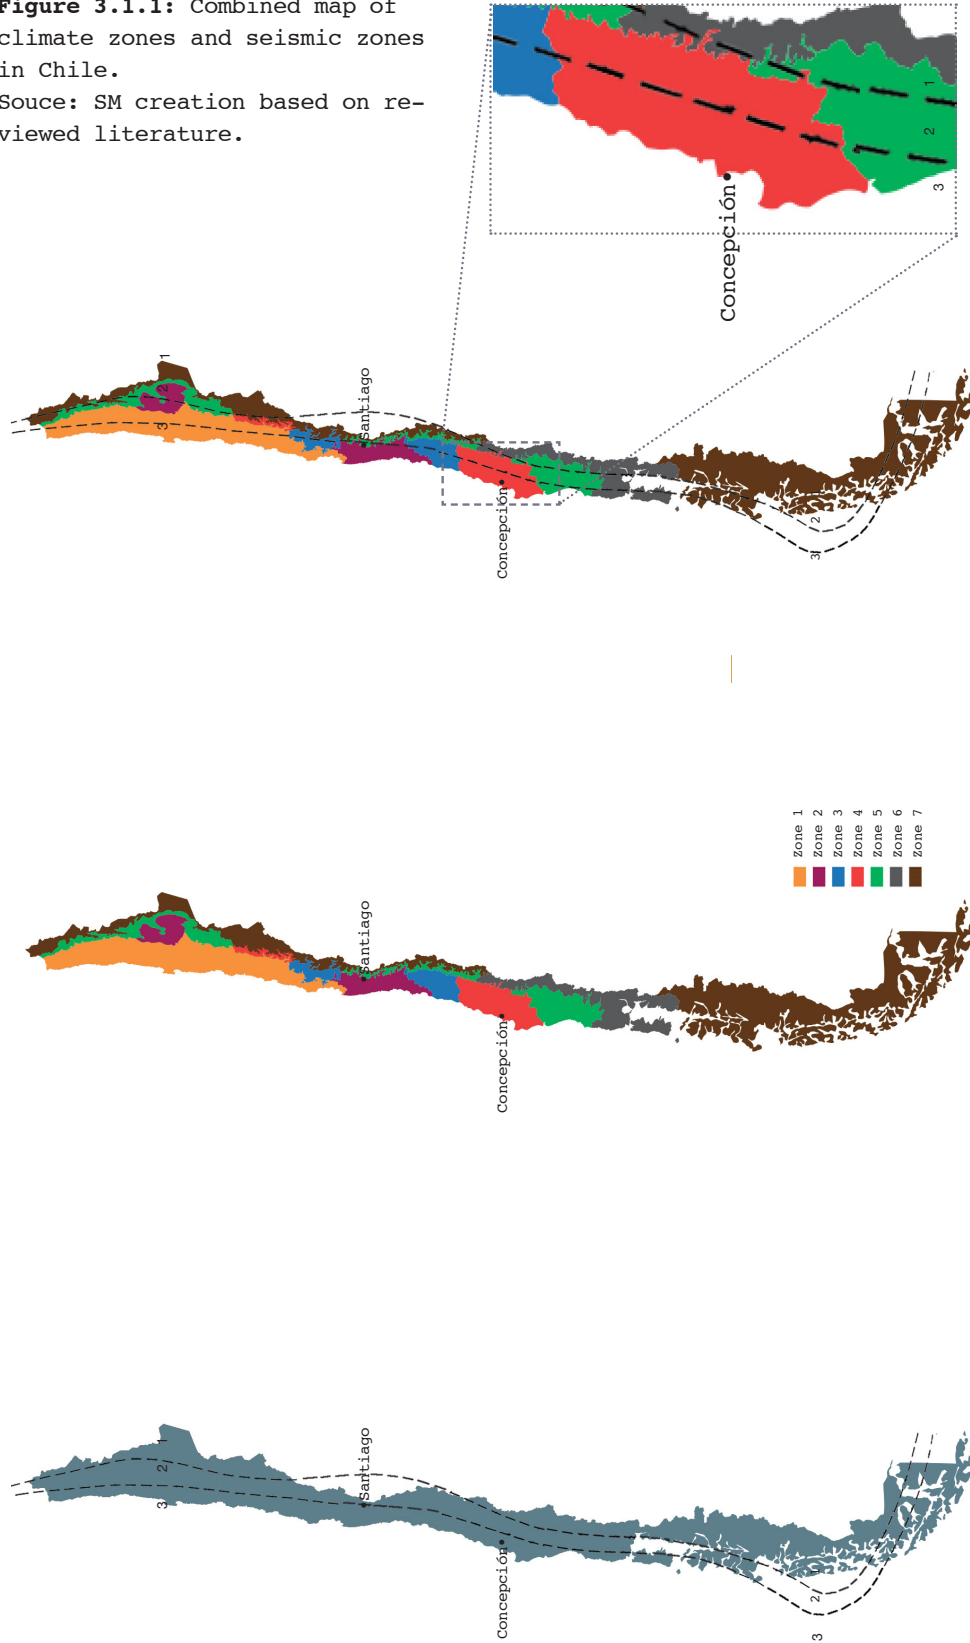 Figure 3.1.1: Combined map of
climate zones and seismic zones
in Chile.
Souce: SM creation based on re-
viewed literature.
1
2
3
Concepción
1
2
3
Santiago
Concepción
2
3
Zone 1
Zone 2
Zone 3
Zone 4
Zone 5
Zone 6
Zone 7
Santiago
Concepción
1
2
3
Santiago
Concepción
1
2
3